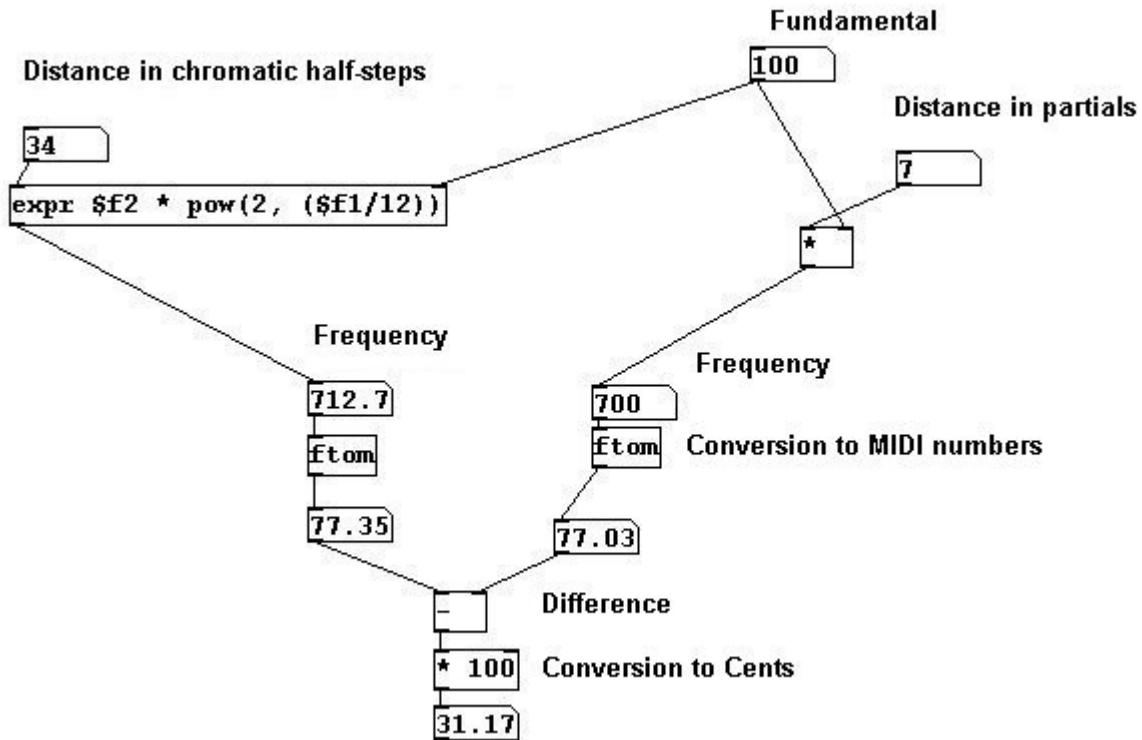 Fundamental
100
Distance in chromatic half-steps
Distance in partials
34
7
expr $f2 * pow(2, ($f1/12))
*
Frequency
Frequency
712.7
700
ftom
ftom
Conversion to MIDI numbers
77.35
77.03
-
Difference
* 100
Conversion to Cents
31.17